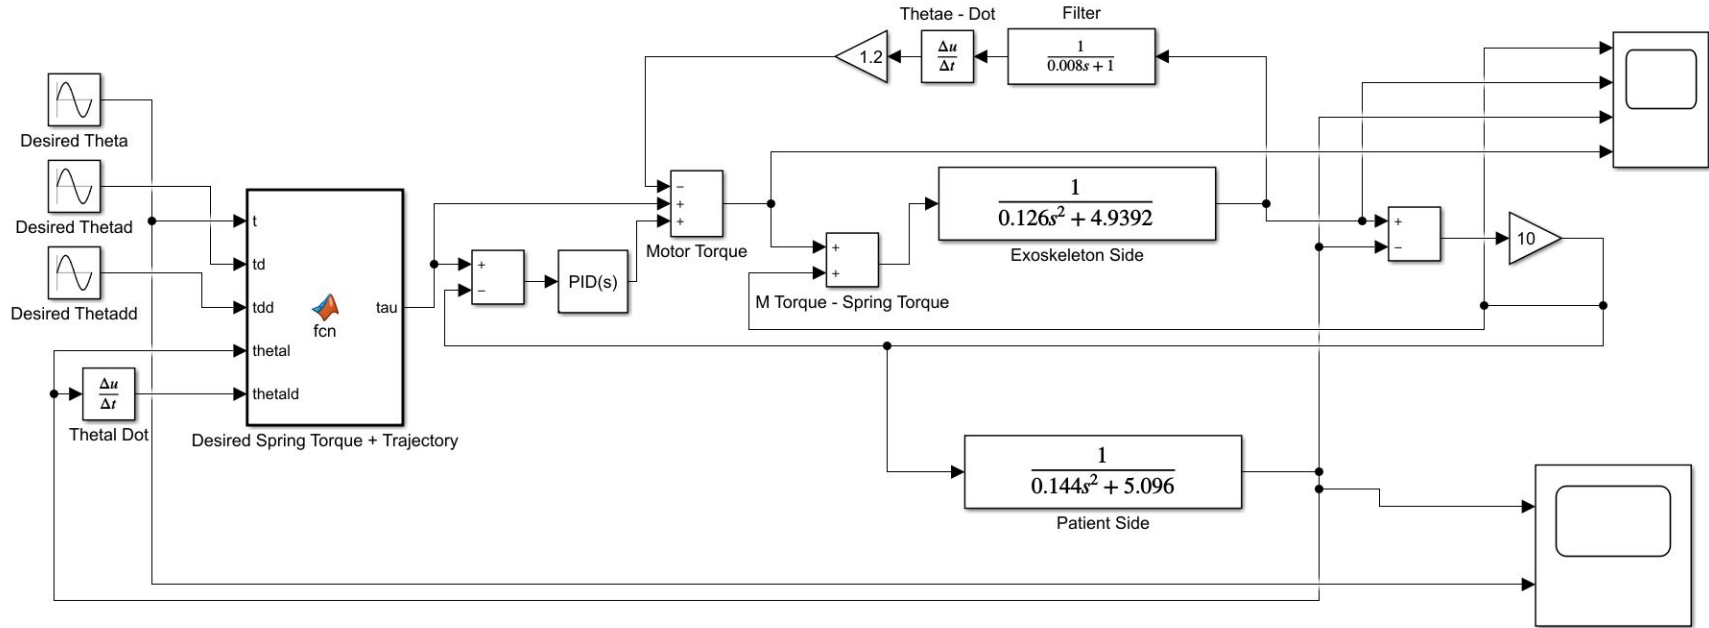 Thetae - Dot
Filter
1.2
Δu
Δt
1
0.008s + 1
Desired Theta
Desired Thetad
Desired Thetadd
t
td
tdd
thetal
thetald
fcn
tau
Desired Spring Torque + Trajectory
Δu
Δt
Thetal Dot
+
−
PID(s)
−
+
+
Motor Torque
+
+
M Torque - Spring Torque
1
0.126s² + 4.9392
Exoskeleton Side
+
−
10
1
0.144s² + 5.096
Patient Side